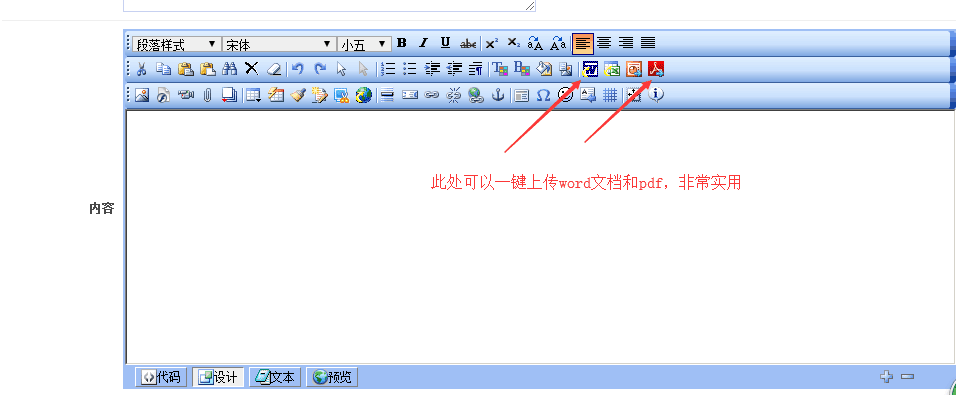 段落样式 宋体 小五 B I U abc x² x₂ aA Aa
此处可以一键上传word文档和pdf，非常实用
内容
代码 设计 文本 预览